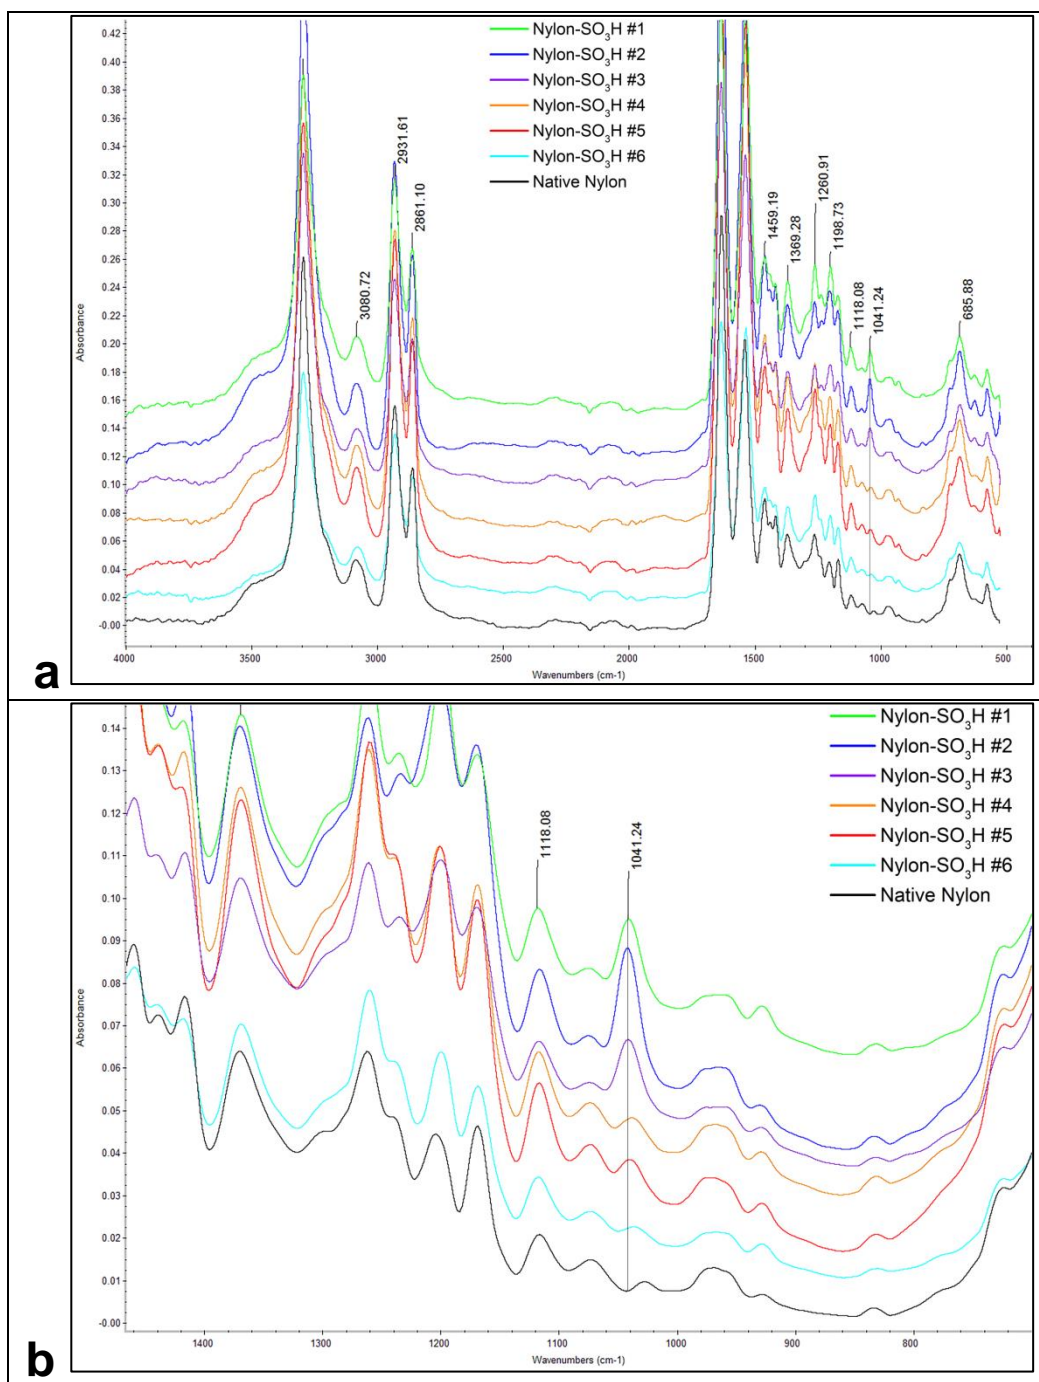 0.42
0.40
0.38
0.36
0.34
0.32
0.30
0.28
0.26
0.24
0.22
0.20
0.18
0.16
0.14
0.12
0.10
0.08
0.06
0.04
0.02
-0.00
Absorbance
Nylon-SO3H #1
Nylon-SO3H #2
Nylon-SO3H #3
Nylon-SO3H #4
Nylon-SO3H #5
Nylon-SO3H #6
Native Nylon
3080.72
2931.61
2861.10
1459.19
1369.28
1260.91
1198.73
1118.08
1041.24
685.88
4000 3500 3000 2500 2000 1500 1000 500
Wavenumbers (cm-1)
a
0.14
0.13
0.12
0.11
0.10
0.09
0.08
0.07
0.06
0.05
0.04
0.03
0.02
0.01
-0.00
Absorbance
Nylon-SO3H #1
Nylon-SO3H #2
Nylon-SO3H #3
Nylon-SO3H #4
Nylon-SO3H #5
Nylon-SO3H #6
Native Nylon
1118.08
1041.24
1400 1300 1200 1100 1000 900 800
Wavenumbers (cm-1)
b